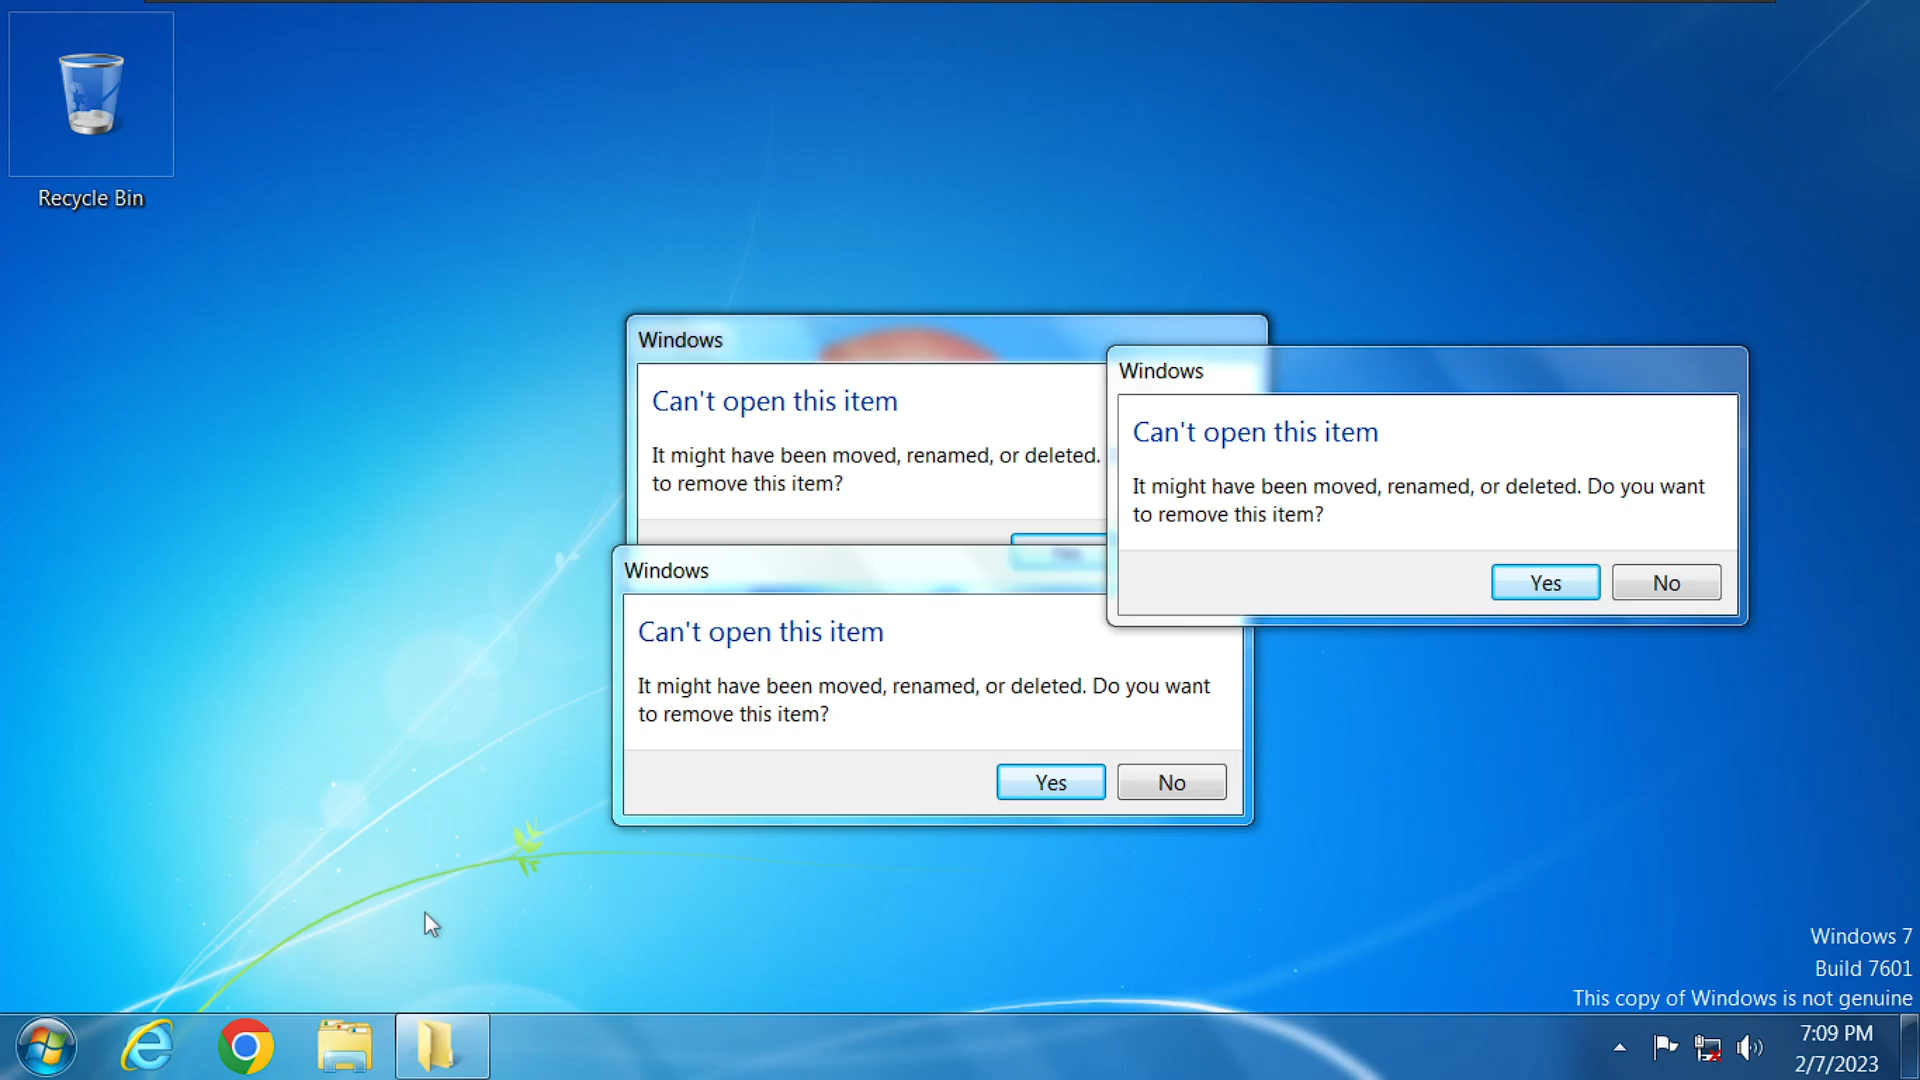 Recycle Bin
Windows
Can't open this item
It might have been moved, renamed, or deleted.
to remove this item?
Windows
Can't open this item
It might have been moved, renamed, or deleted. Do you want
to remove this item?
Yes
No
Windows
Can't open this item
It might have been moved, renamed, or deleted. Do you want
to remove this item?
Yes
No
Windows 7
Build 7601
This copy of Windows is not genuine
7:09 PM
2/7/2023